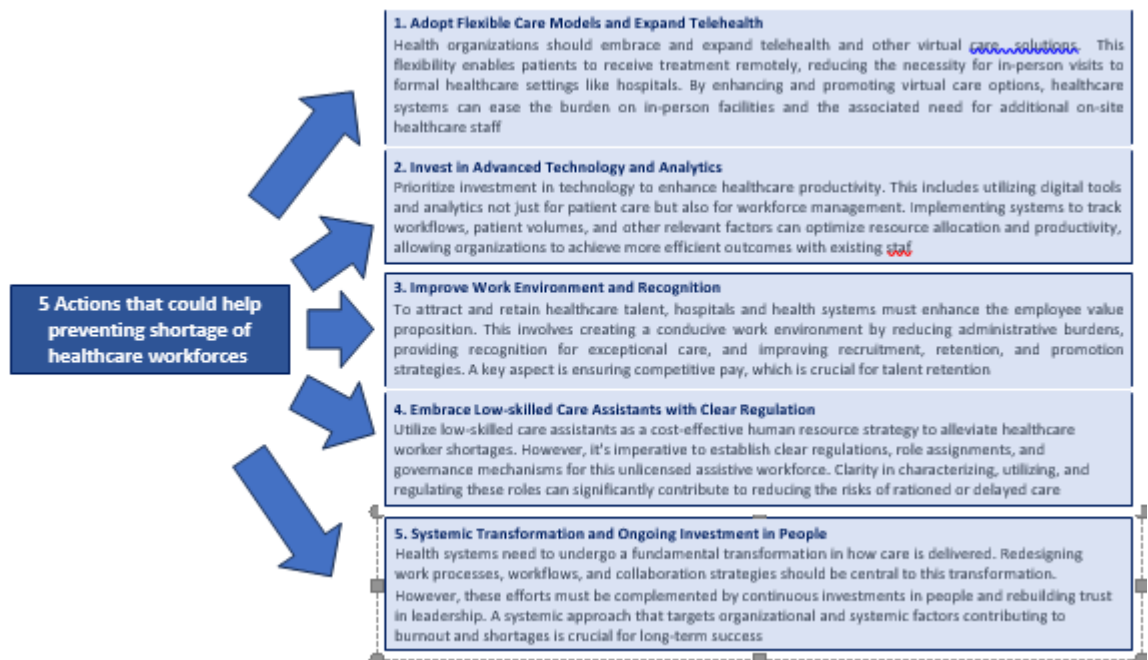 5 Actions that could help
preventing shortage of
healthcare workforces
1. Adopt Flexible Care Models and Expand Telehealth
Health organizations should embrace and expand telehealth and other virtual care solutions. This
flexibility enables patients to receive treatment remotely, reducing the necessity for in-person visits to
formal healthcare settings like hospitals. By enhancing and promoting virtual care options, healthcare
systems can ease the burden on in-person facilities and the associated need for additional on-site
healthcare staff
2. Invest in Advanced Technology and Analytics
Prioritize investment in technology to enhance healthcare productivity. This includes utilizing digital tools
and analytics not just for patient care but also for workforce management. Implementing systems to track
workflows, patient volumes, and other relevant factors can optimize resource allocation and productivity,
allowing organizations to achieve more efficient outcomes with existing staf
3. Improve Work Environment and Recognition
To attract and retain healthcare talent, hospitals and health systems must enhance the employee value
proposition. This involves creating a conducive work environment by reducing administrative burdens,
providing recognition for exceptional care, and improving recruitment, retention, and promotion
strategies. A key aspect is ensuring competitive pay, which is crucial for talent retention
4. Embrace Low-skilled Care Assistants with Clear Regulation
Utilize low-skilled care assistants as a cost-effective human resource strategy to alleviate healthcare
worker shortages. However, it's imperative to establish clear regulations, role assignments, and
governance mechanisms for this unlicensed assistive workforce. Clarity in characterizing, utilizing, and
regulating these roles can significantly contribute to reducing the risks of rationed or delayed care
5. Systemic Transformation and Ongoing Investment in People
Health systems need to undergo a fundamental transformation in how care is delivered. Redesigning
work processes, workflows, and collaboration strategies should be central to this transformation.
However, these efforts must be complemented by continuous investments in people and rebuilding trust
in leadership. A systemic approach that targets organizational and systemic factors contributing to
burnout and shortages is crucial for long-term success